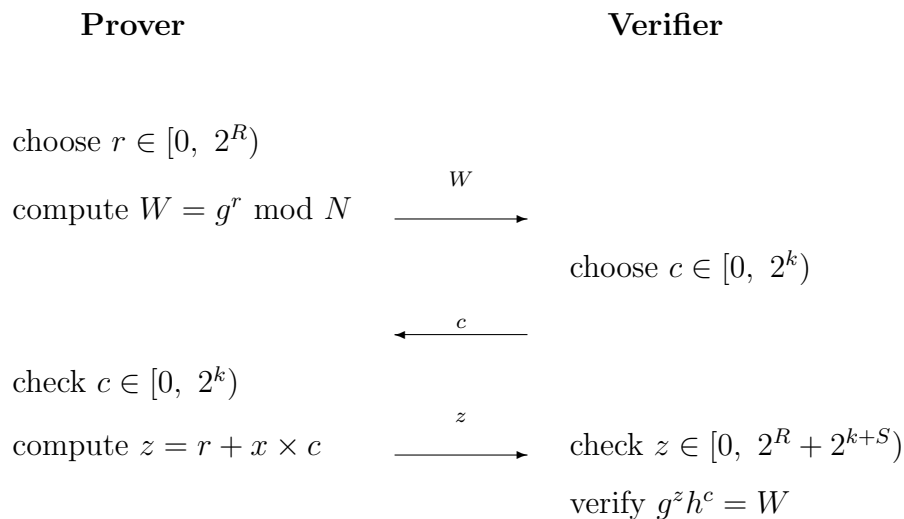 Prover Verifier
choose r ∈ [0, 2^R)
W
compute W = g^r mod N
choose c ∈ [0, 2^k)
c
check c ∈ [0, 2^k)
z
compute z = r + x × c check z ∈ [0, 2^R + 2^{k+S})
verify g^z h^c = W